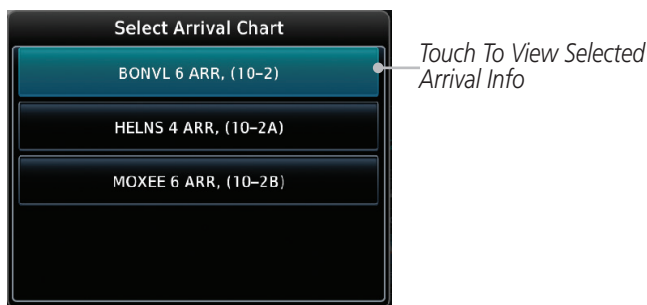 Select Arrival Chart
BONVL 6 ARR, (10–2)
Touch To View Selected
Arrival Info
HELNS 4 ARR, (10–2A)
MOXEE 6 ARR, (10–2B)